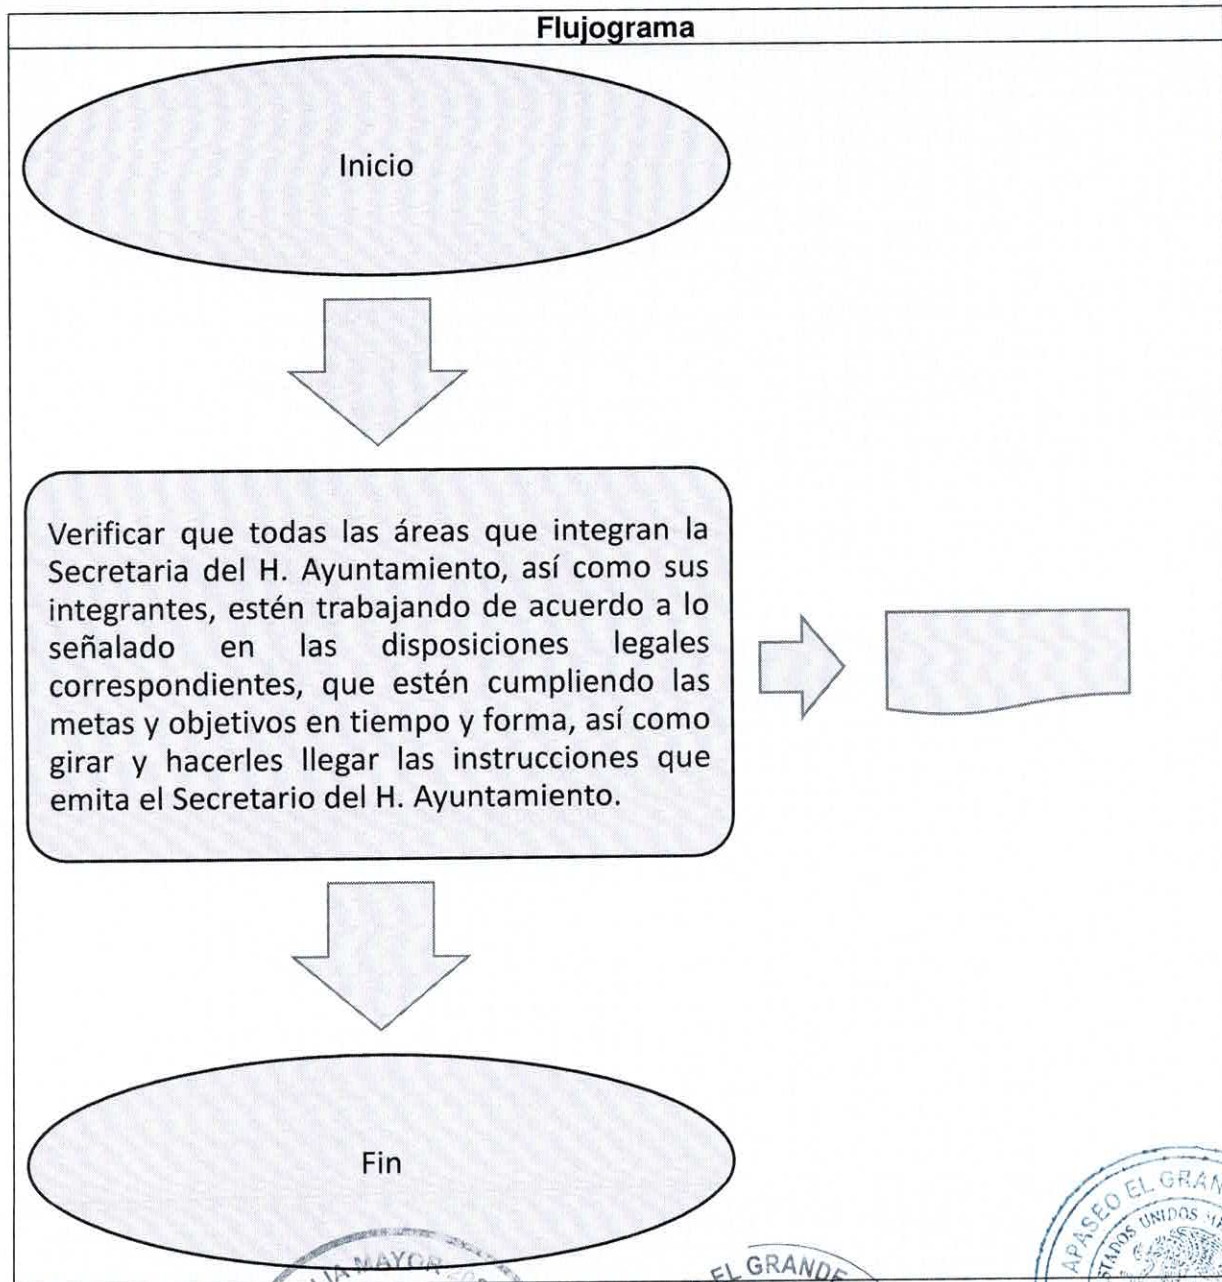 Flujograma
Inicio
Verificar que todas las áreas que integran la
Secretaria del H. Ayuntamiento, así como sus
integrantes, estén trabajando de acuerdo a lo
señalado en las disposiciones legales
correspondientes, que estén cumpliendo las
metas y objetivos en tiempo y forma, así como
girar y hacerles llegar las instrucciones que
emita el Secretario del H. Ayuntamiento.
Fin
MAYOR
EL GRANDE
APASEO EL GRAN
UNIDOS